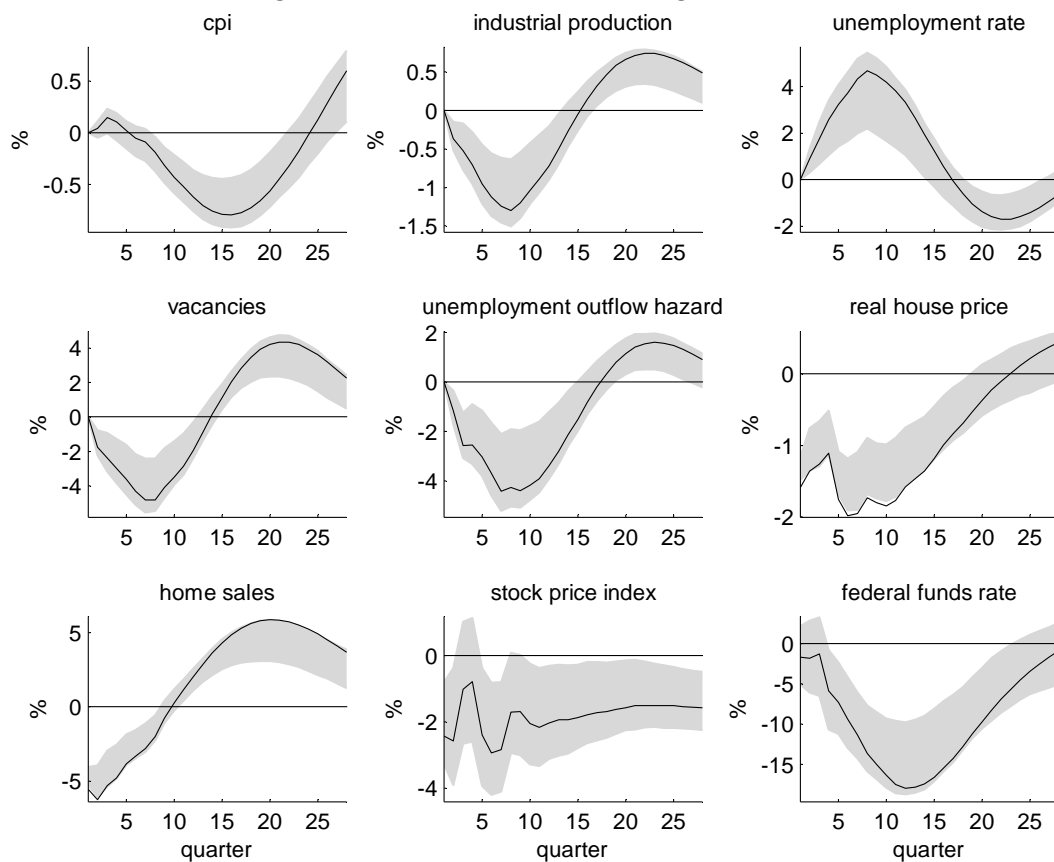 cpi
industrial production
unemployment rate
%
0.5
0
-0.5
5 10 15 20 25
%
0.5
0
-0.5
-1
-1.5
5 10 15 20 25
%
4
2
0
-2
5 10 15 20 25
vacancies
unemployment outflow hazard
real house price
%
4
2
0
-2
-4
5 10 15 20 25
%
2
0
-2
-4
5 10 15 20 25
%
0
-1
-2
5 10 15 20 25
home sales
stock price index
federal funds rate
%
5
0
-5
5 10 15 20 25
quarter
%
0
-2
-4
5 10 15 20 25
quarter
%
0
-5
-10
-15
5 10 15 20 25
quarter